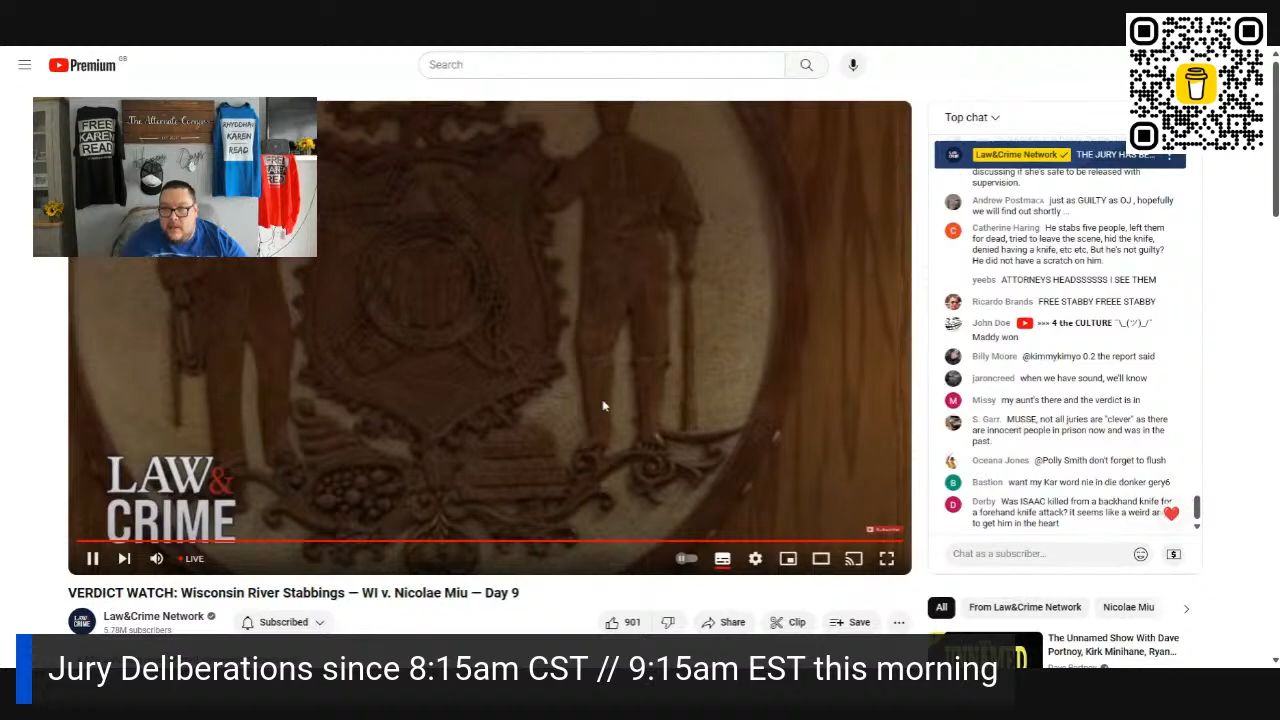 Premium GB
Search
FREE
KAREN
READ
The Alternate Compass
KAREN
READ
LAW&
CRIME
LIVE
VERDICT WATCH: Wisconsin River Stabbings — WI v. Nicolae Miu — Day 9
Law&Crime Network
5.78M subscribers
Subscribed
901
Share
Clip
Save
Top chat
Law&Crime Network THE JURY HAS BE...
discussing if she's safe to be released with
supervision.
Andrew Postma just as GUILTY as OJ , hopefully
we will find out shortly ...
Catherine Haring He stabs five people, left them
for dead, tried to leave the scene, hid the knife,
denied having a knife, etc etc, But he's not guilty?
He did not have a scratch on him.
yeebs ATTORNEYS HEADSSSSSS I SEE THEM
Ricardo Brands FREE STABBY FREEE STABBY
John Doe »»» 4 the CULTURE ¯\_(ツ)_/¯
Maddy won
Billy Moore @kimmykimyo 0.2 the report said
jaroncreed when we have sound, we'll know
Missy my aunt's there and the verdict is in
S. Garr. MUSSE, not all juries are "clever" as there
are innocent people in prison now and was in the
past.
Oceana Jones @Polly Smith don't forget to flush
Bastion want my Kar word nie in die donker gery6
Derby Was ISAAC killed from a backhand knife for
a forehand knife attack? it seems like a weird
to get him in the heart
Chat as a subscriber...
All
From Law&Crime Network
Nicolae Miu
The Unnamed Show With Dave
Portnoy, Kirk Minihane, Ryan...
Jury Deliberations since 8:15am CST // 9:15am EST this morning